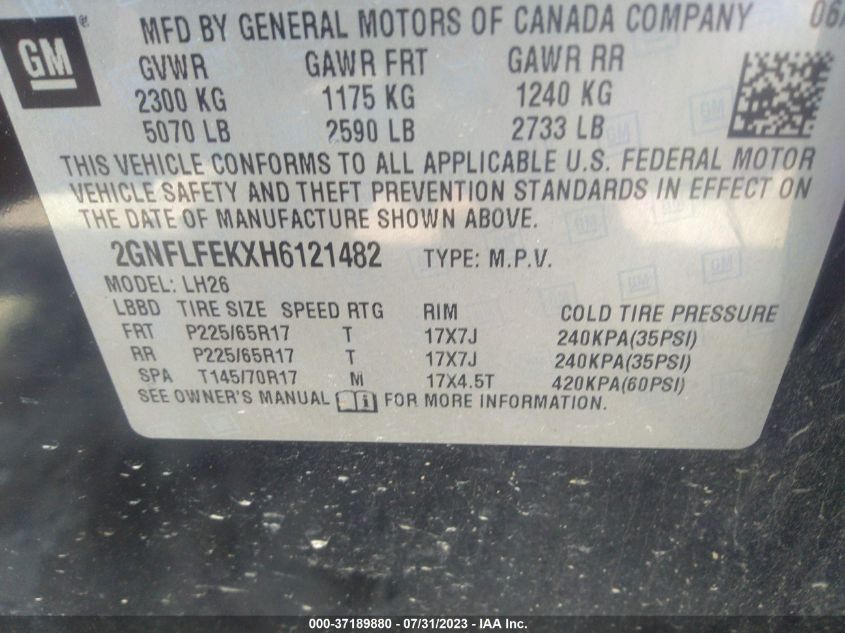 GM
MFD BY GENERAL MOTORS OF CANADA COMPANY
GVWR GAWR FRT GAWR RR
2300 KG 1175 KG 1240 KG
5070 LB 2590 LB 2733 LB
THIS VEHICLE CONFORMS TO ALL APPLICABLE U.S. FEDERAL MOTOR
VEHICLE SAFETY AND THEFT PREVENTION STANDARDS IN EFFECT ON
THE DATE OF MANUFACTURE SHOWN ABOVE.
2GNFLFEKXH6121482 TYPE: M.P.V.
MODEL: LH26
LBBD TIRE SIZE SPEED RTG RIM COLD TIRE PRESSURE
FRT P225/65R17 T 17X7J 240KPA(35PSI)
RR P225/65R17 T 17X7J 240KPA(35PSI)
SPA T145/70R17 M 17X4.5T 420KPA(60PSI)
SEE OWNER'S MANUAL FOR MORE INFORMATION.
000-37189880 - 07/31/2023 - IAA Inc.